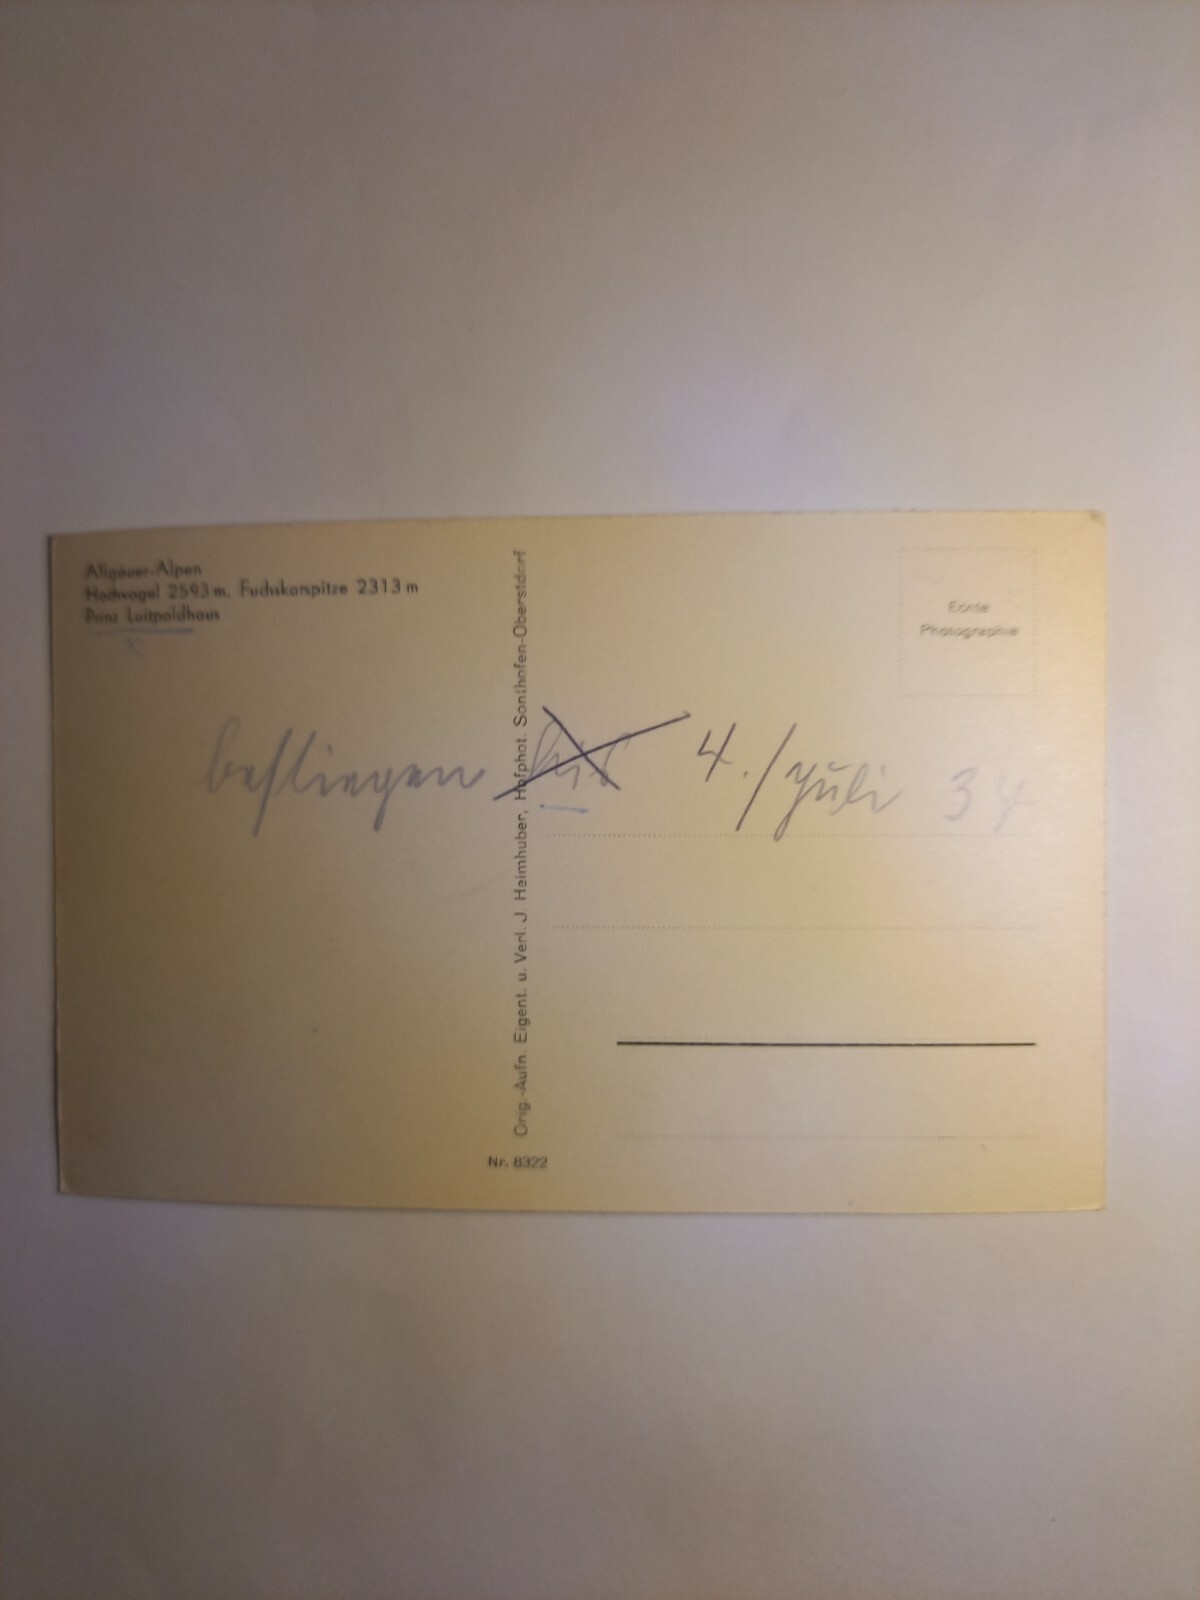 Allgäuer-Alpen
Hochvogel 2593 m, Fuchskarspitze 2313 m
Prinz Luitpoldhaus
x
Echte
Photographie
bestiegen 4./Juli 34
Orig.-Aufn. Eigent. u. Verl. J. Heimhuber, Hofphot. Sonthofen-Oberstdorf
Nr. 8322